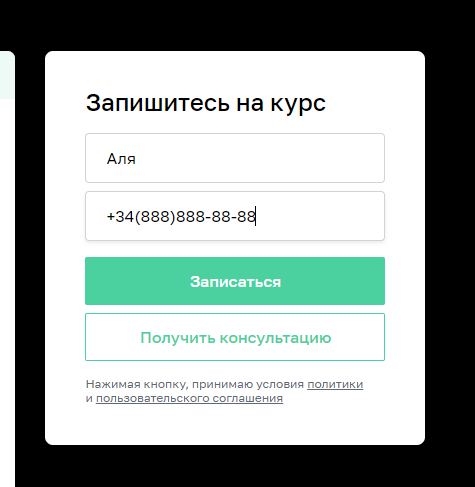 Запишитесь на курс
Аля
+34(888)888-88-88
Записаться
Получить консультацию
Нажимая кнопку, принимаю условия политики
и пользовательского соглашения